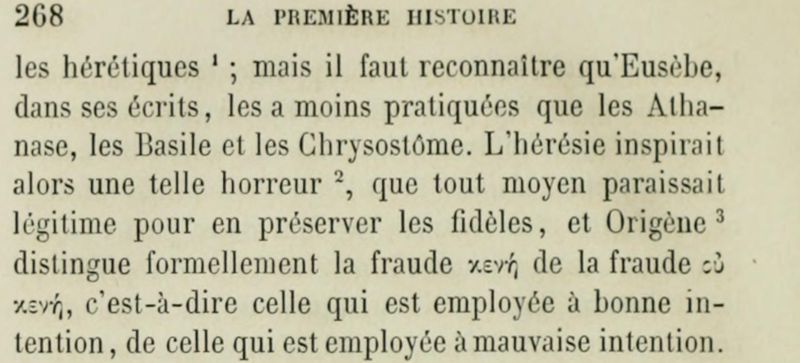 268 LA PREMIÈRE HISTOIRE
les hérétiques ¹ ; mais il faut reconnaître qu'Eusèbe,
dans ses écrits, les a moins pratiquées que les Atha-
nase, les Basile et les Chrysostôme. L'hérésie inspirait
alors une telle horreur ², que tout moyen paraissait
légitime pour en préserver les fidèles, et Origène ³
distingue formellement la fraude κενή de la fraude οὐ
κενή, c'est-à-dire celle qui est employée à bonne in-
tention, de celle qui est employée à mauvaise intention.